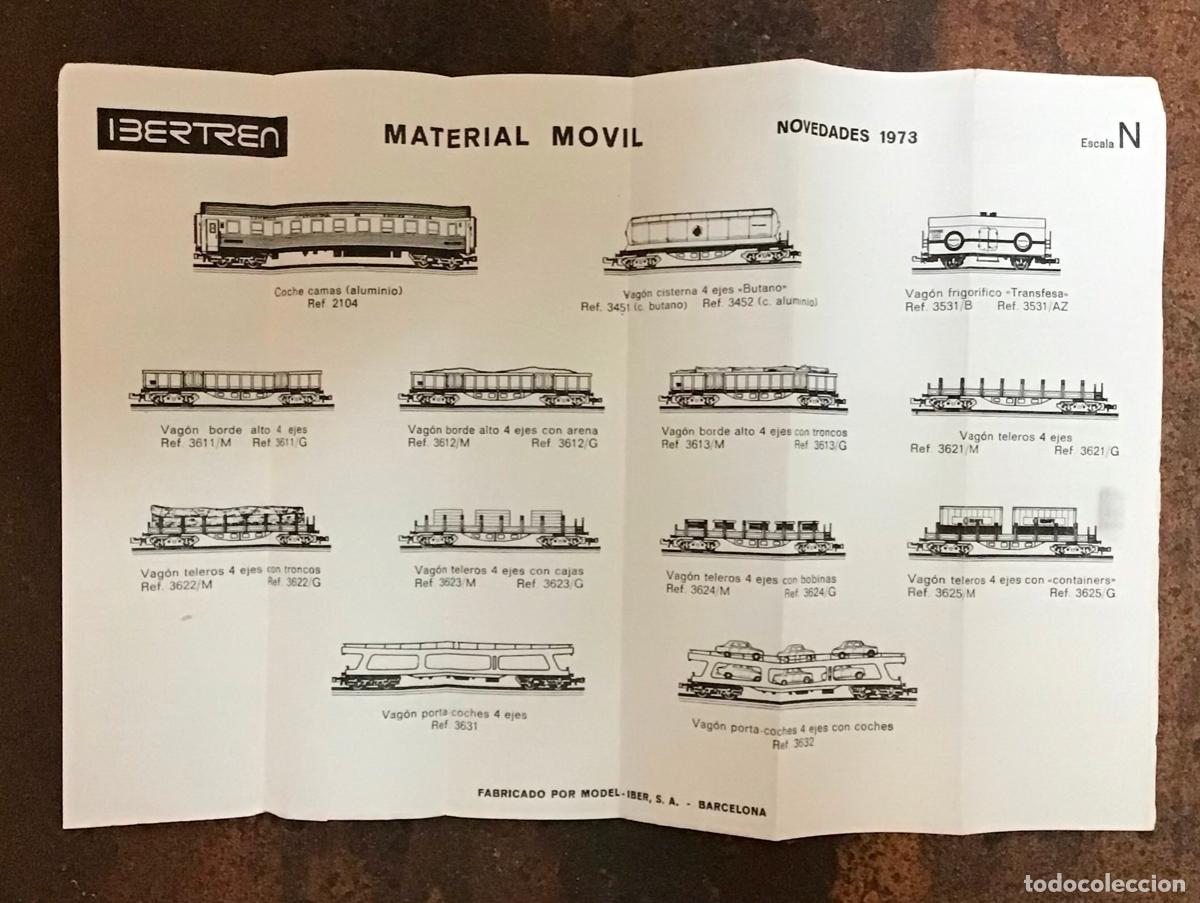 IBERTREN
MATERIAL MOVIL
NOVEDADES 1973
Escala N
Coche camas (aluminio)
Ref. 2104
Vagón cisterna 4 ejes «Butano»
Ref. 3451 (c. butano) Ref. 3452 (c. aluminio)
Vagón frigorífico «Transfesa»
Ref. 3531/B Ref. 3531/AZ
Vagón borde alto 4 ejes
Ref. 3611/M Ref. 3611/G
Vagón borde alto 4 ejes con arena
Ref. 3612/M Ref. 3612/G
Vagón borde alto 4 ejes con troncos
Ref. 3613/M Ref. 3613/G
Vagón teleros 4 ejes
Ref. 3621/M Ref. 3621/G
Vagón teleros 4 ejes con troncos
Ref. 3622/M Ref. 3622/G
Vagón teleros 4 ejes con cajas
Ref. 3623/M Ref. 3623/G
Vagón teleros 4 ejes con bobinas
Ref. 3624/M Ref. 3624/G
Vagón teleros 4 ejes con «containers»
Ref. 3625/M Ref. 3625/G
Vagón porta-coches 4 ejes
Ref. 3631
Vagón porta-coches 4 ejes con coches
Ref. 3632
FABRICADO POR MODEL-IBER, S. A. - BARCELONA
todocoleccion